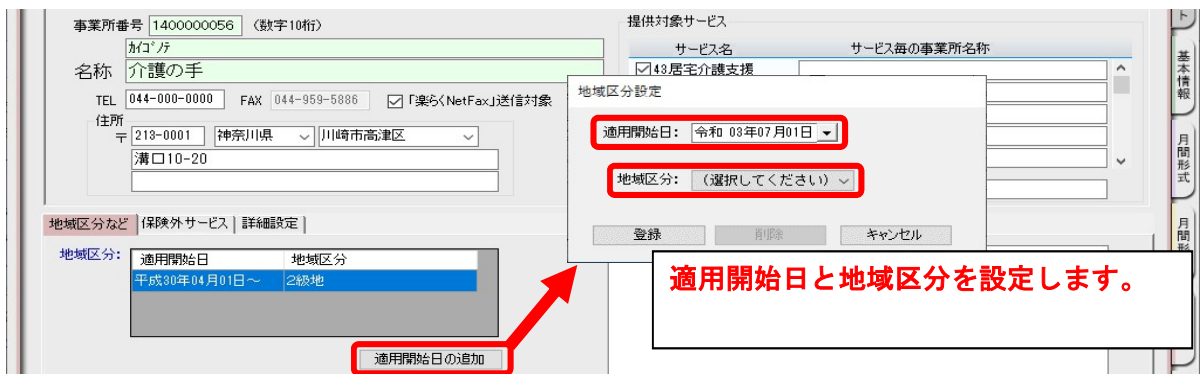 事業所番号 1400000056 (数字10桁)
ｶｲｺﾞﾉﾃ
名称 介護の手
TEL 044-000-0000 FAX 044-959-5886 「楽らくNetFax」送信対象
住所
〒 213-0001 神奈川県 川崎市高津区
溝口10-20
提供対象サービス
サービス名 サービス毎の事業所名称
43居宅介護支援
地域区分設定
適用開始日: 令和 03年07月01日
地域区分: (選択してください)
登録 削除 キャンセル
地域区分など 保険外サービス 詳細設定
地域区分:
適用開始日 地域区分
平成30年04月01日～ 2級地
適用開始日の追加
適用開始日と地域区分を設定します。
ト
基本情報
月間形式
月間